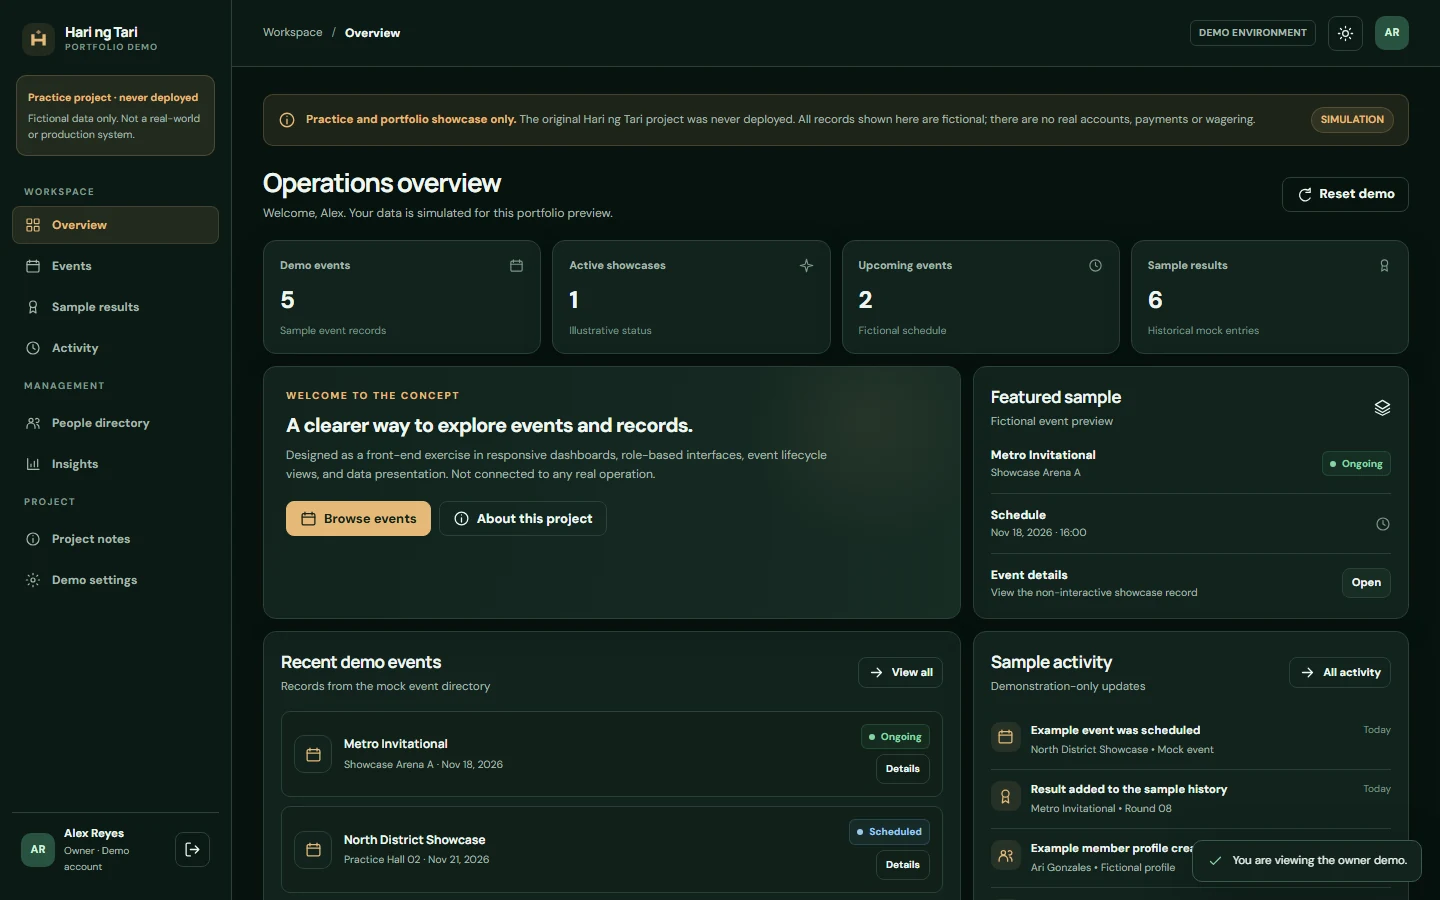 Hari ng Tari
PORTFOLIO DEMO
Practice project · never deployed
Fictional data only. Not a real-world
or production system.
WORKSPACE
Overview
Events
Sample results
Activity
MANAGEMENT
People directory
Insights
PROJECT
Project notes
Demo settings
AR
Alex Reyes
Owner · Demo
account
Workspace / Overview
DEMO ENVIRONMENT
AR
Practice and portfolio showcase only. The original Hari ng Tari project was never deployed. All records shown here are fictional; there are no real accounts, payments or wagering.
SIMULATION
Operations overview
Welcome, Alex. Your data is simulated for this portfolio preview.
Reset demo
Demo events
5
Sample event records
Active showcases
1
Illustrative status
Upcoming events
2
Fictional schedule
Sample results
6
Historical mock entries
WELCOME TO THE CONCEPT
A clearer way to explore events and records.
Designed as a front-end exercise in responsive dashboards, role-based interfaces, event lifecycle
views, and data presentation. Not connected to any real operation.
Browse events
About this project
Featured sample
Fictional event preview
Metro Invitational
Showcase Arena A
Ongoing
Schedule
Nov 18, 2026 · 16:00
Event details
View the non-interactive showcase record
Open
Recent demo events
Records from the mock event directory
View all
Metro Invitational
Showcase Arena A · Nov 18, 2026
Ongoing
Details
North District Showcase
Practice Hall 02 · Nov 21, 2026
Scheduled
Details
Sample activity
Demonstration-only updates
All activity
Example event was scheduled
North District Showcase • Mock event
Today
Result added to the sample history
Metro Invitational • Round 08
Today
Example member profile
Ari Gonzales • Fictional profile
You are viewing the owner demo.